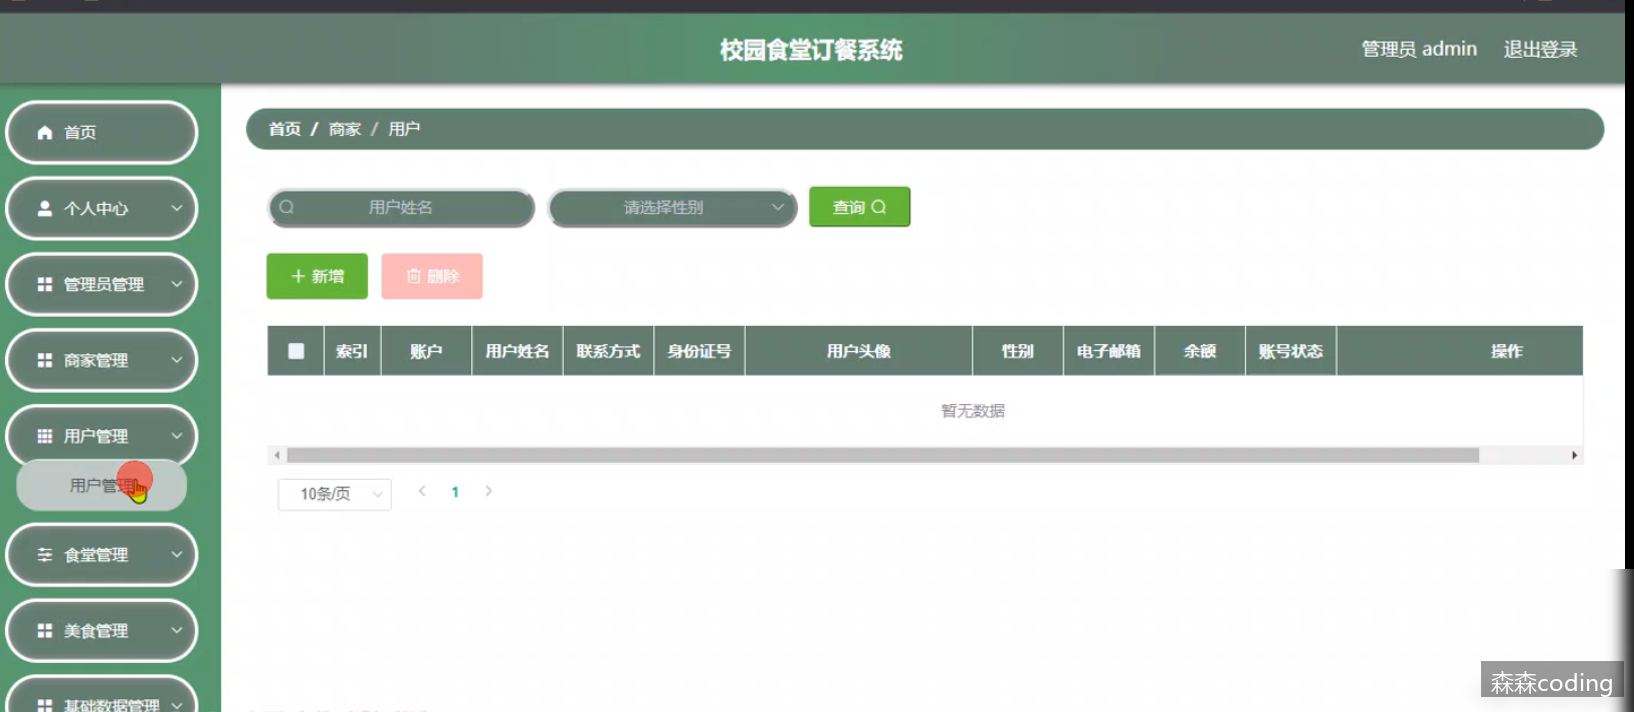 校园食堂订餐系统
管理员 admin 退出登录
首页
个人中心
管理员管理
商家管理
用户管理
用户管理
食堂管理
美食管理
基础数据管理
首页 / 商家 / 用户
用户姓名 请选择性别 查询
新增 删除
索引 账户 用户姓名 联系方式 身份证号 用户头像 性别 电子邮箱 余额 账号状态 操作
暂无数据
10条/页 1
森森coding